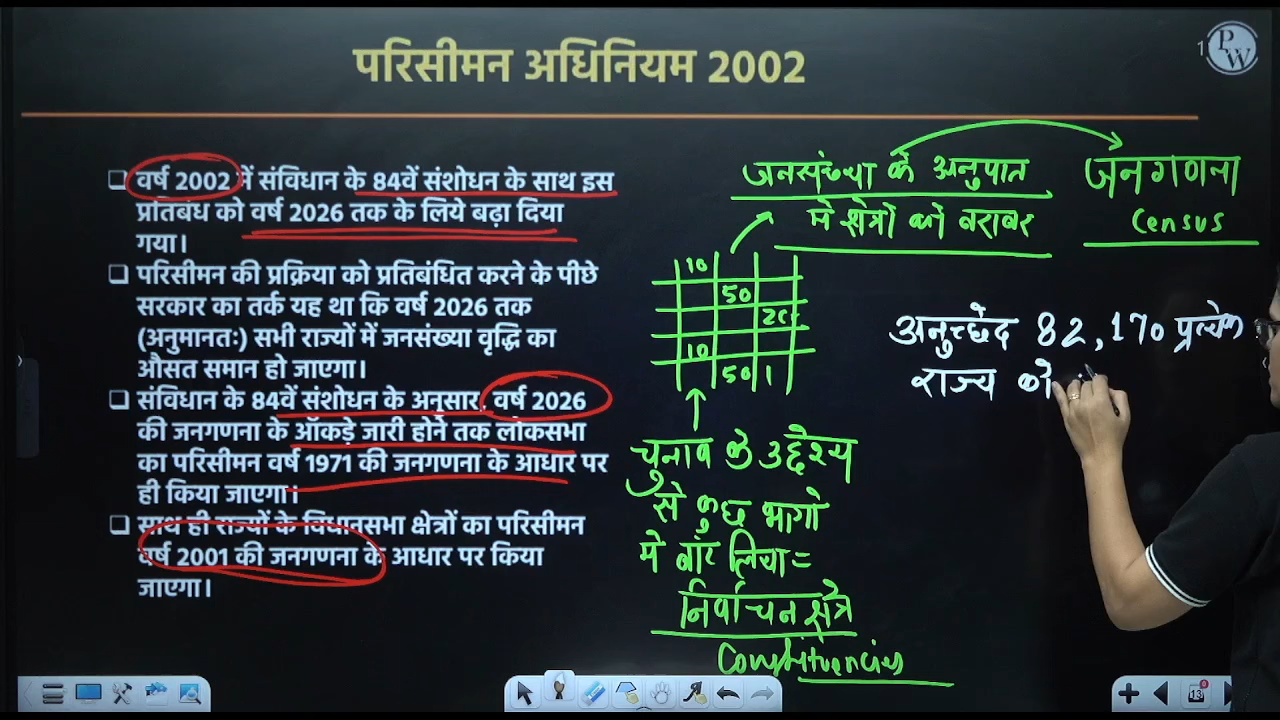 परिसीमन अधिनियम 2002
PW
वर्ष 2002 में संविधान के 84वें संशोधन के साथ इस
प्रतिबंध को वर्ष 2026 तक के लिये बढ़ा दिया
गया।
परिसीमन की प्रक्रिया को प्रतिबंधित करने के पीछे
सरकार का तर्क यह था कि वर्ष 2026 तक
(अनुमानतः) सभी राज्यों में जनसंख्या वृद्धि का
औसत समान हो जाएगा।
संविधान के 84वें संशोधन के अनुसार, वर्ष 2026
की जनगणना के आँकड़े जारी होने तक लोकसभा
का परिसीमन वर्ष 1971 की जनगणना के आधार पर
ही किया जाएगा।
साथ ही राज्यों के विधानसभा क्षेत्रों का परिसीमन
वर्ष 2001 की जनगणना के आधार पर किया
जाएगा।
जनसंख्या के अनुपात
मे क्षेत्रों को बराबर
जनगणना
Census
10
50
10
50 1
चुनाव के उद्देश्य
से कुछ भागो
मे बाँट लिया =
निर्वाचन क्षेत्र
Constituencies
अनुच्छेद 82, 170 प्रत्येक
राज्य को
13